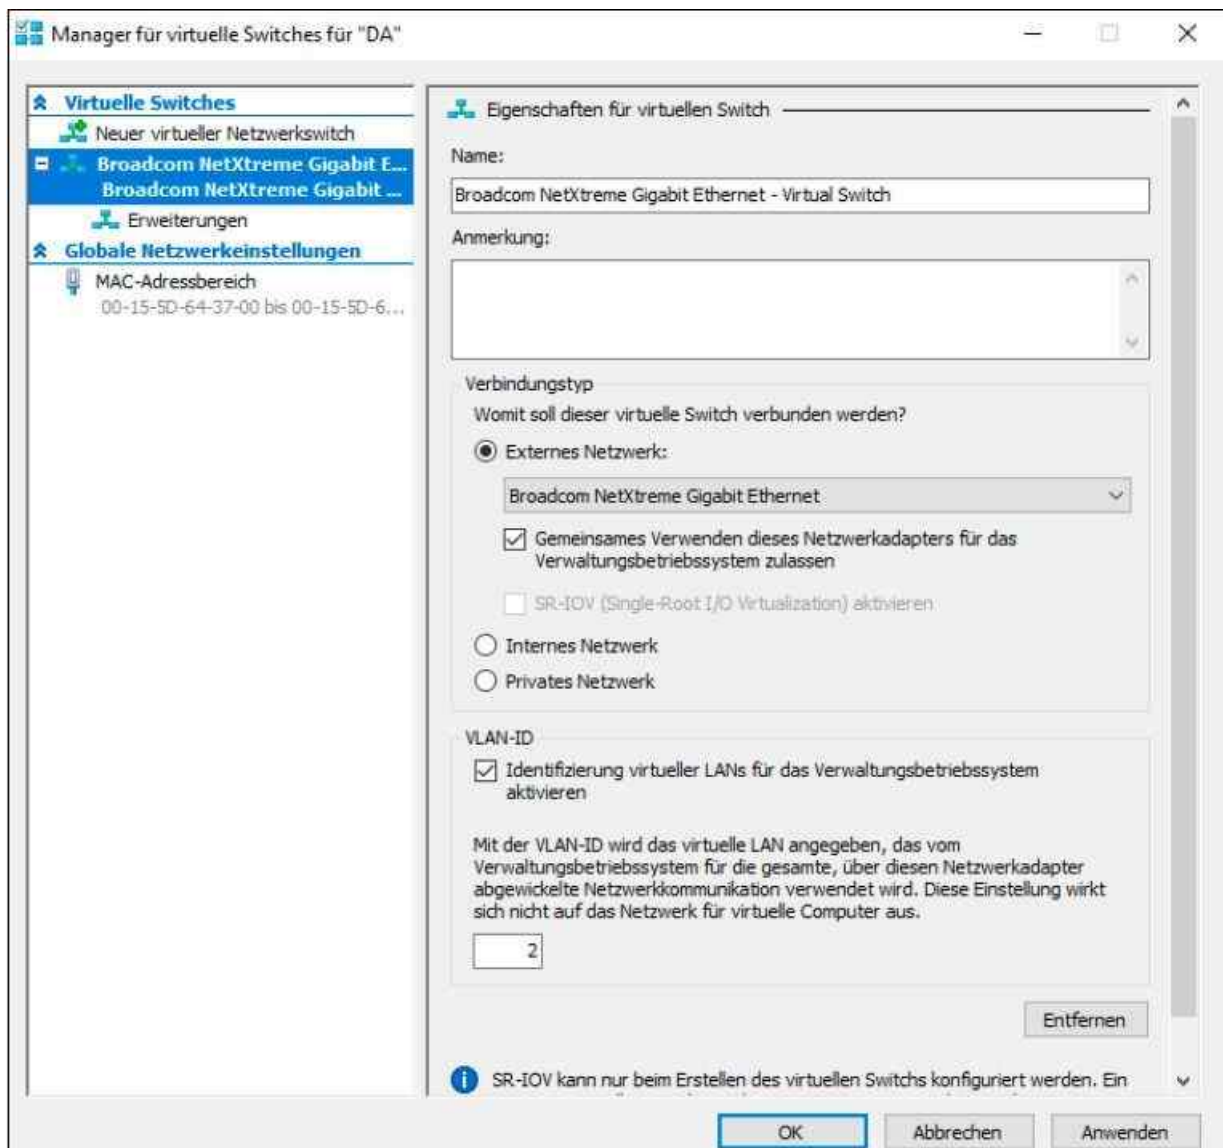 Manager für virtuelle Switches für "DA"
Virtuelle Switches
Neuer virtueller Netzwerkswitch
Broadcom NetXtreme Gigabit E...
Broadcom NetXtreme Gigabit ...
Erweiterungen
Globale Netzwerkeinstellungen
MAC-Adressbereich
00-15-5D-64-37-00 bis 00-15-5D-6...
Eigenschaften für virtuellen Switch
Name:
Broadcom NetXtreme Gigabit Ethernet - Virtual Switch
Anmerkung:
Verbindungstyp
Womit soll dieser virtuelle Switch verbunden werden?
Externes Netzwerk:
Broadcom NetXtreme Gigabit Ethernet
Gemeinsames Verwenden dieses Netzwerkadapters für das
Verwaltungsbetriebssystem zulassen
SR-IOV (Single-Root I/O Virtualization) aktivieren
Internes Netzwerk
Privates Netzwerk
VLAN-ID
Identifizierung virtueller LANs für das Verwaltungsbetriebssystem
aktivieren
Mit der VLAN-ID wird das virtuelle LAN angegeben, das vom
Verwaltungsbetriebssystem für die gesamte, über diesen Netzwerkadapter
abgewickelte Netzwerkkommunikation verwendet wird. Diese Einstellung wirkt
sich nicht auf das Netzwerk für virtuelle Computer aus.
2
Entfernen
SR-IOV kann nur beim Erstellen des virtuellen Switchs konfiguriert werden. Ein
OK
Abbrechen
Anwenden